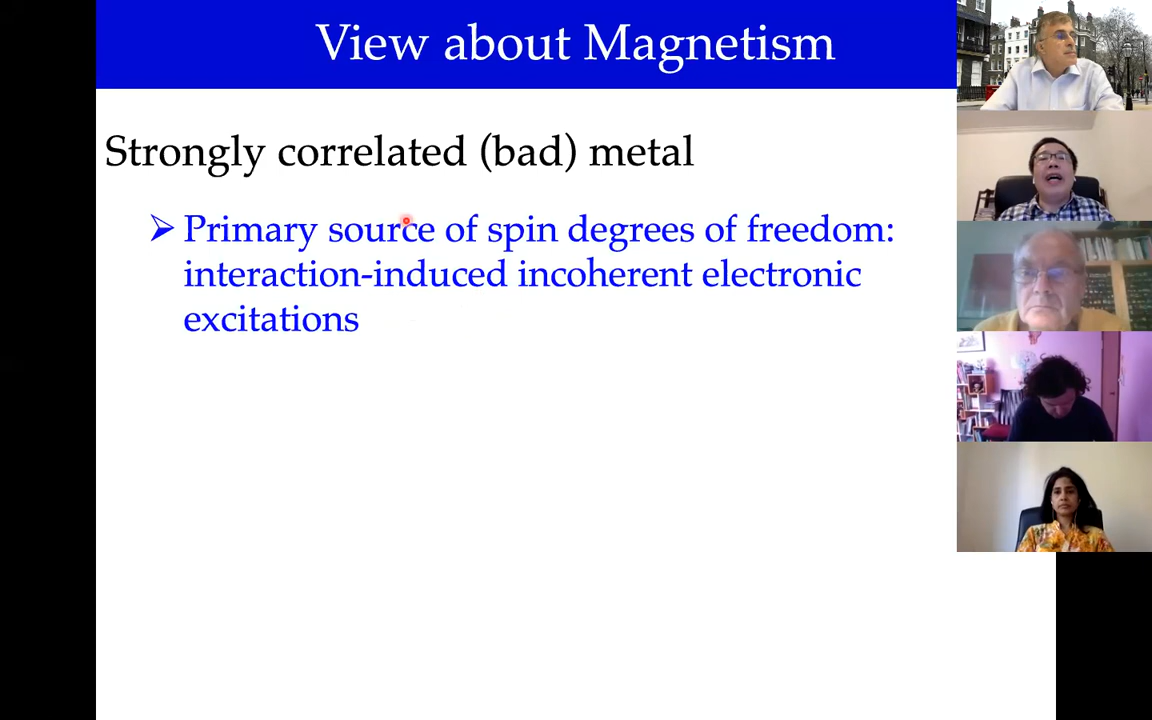 View about Magnetism
Strongly correlated (bad) metal
➢ Primary source of spin degrees of freedom:
interaction-induced incoherent electronic
excitations